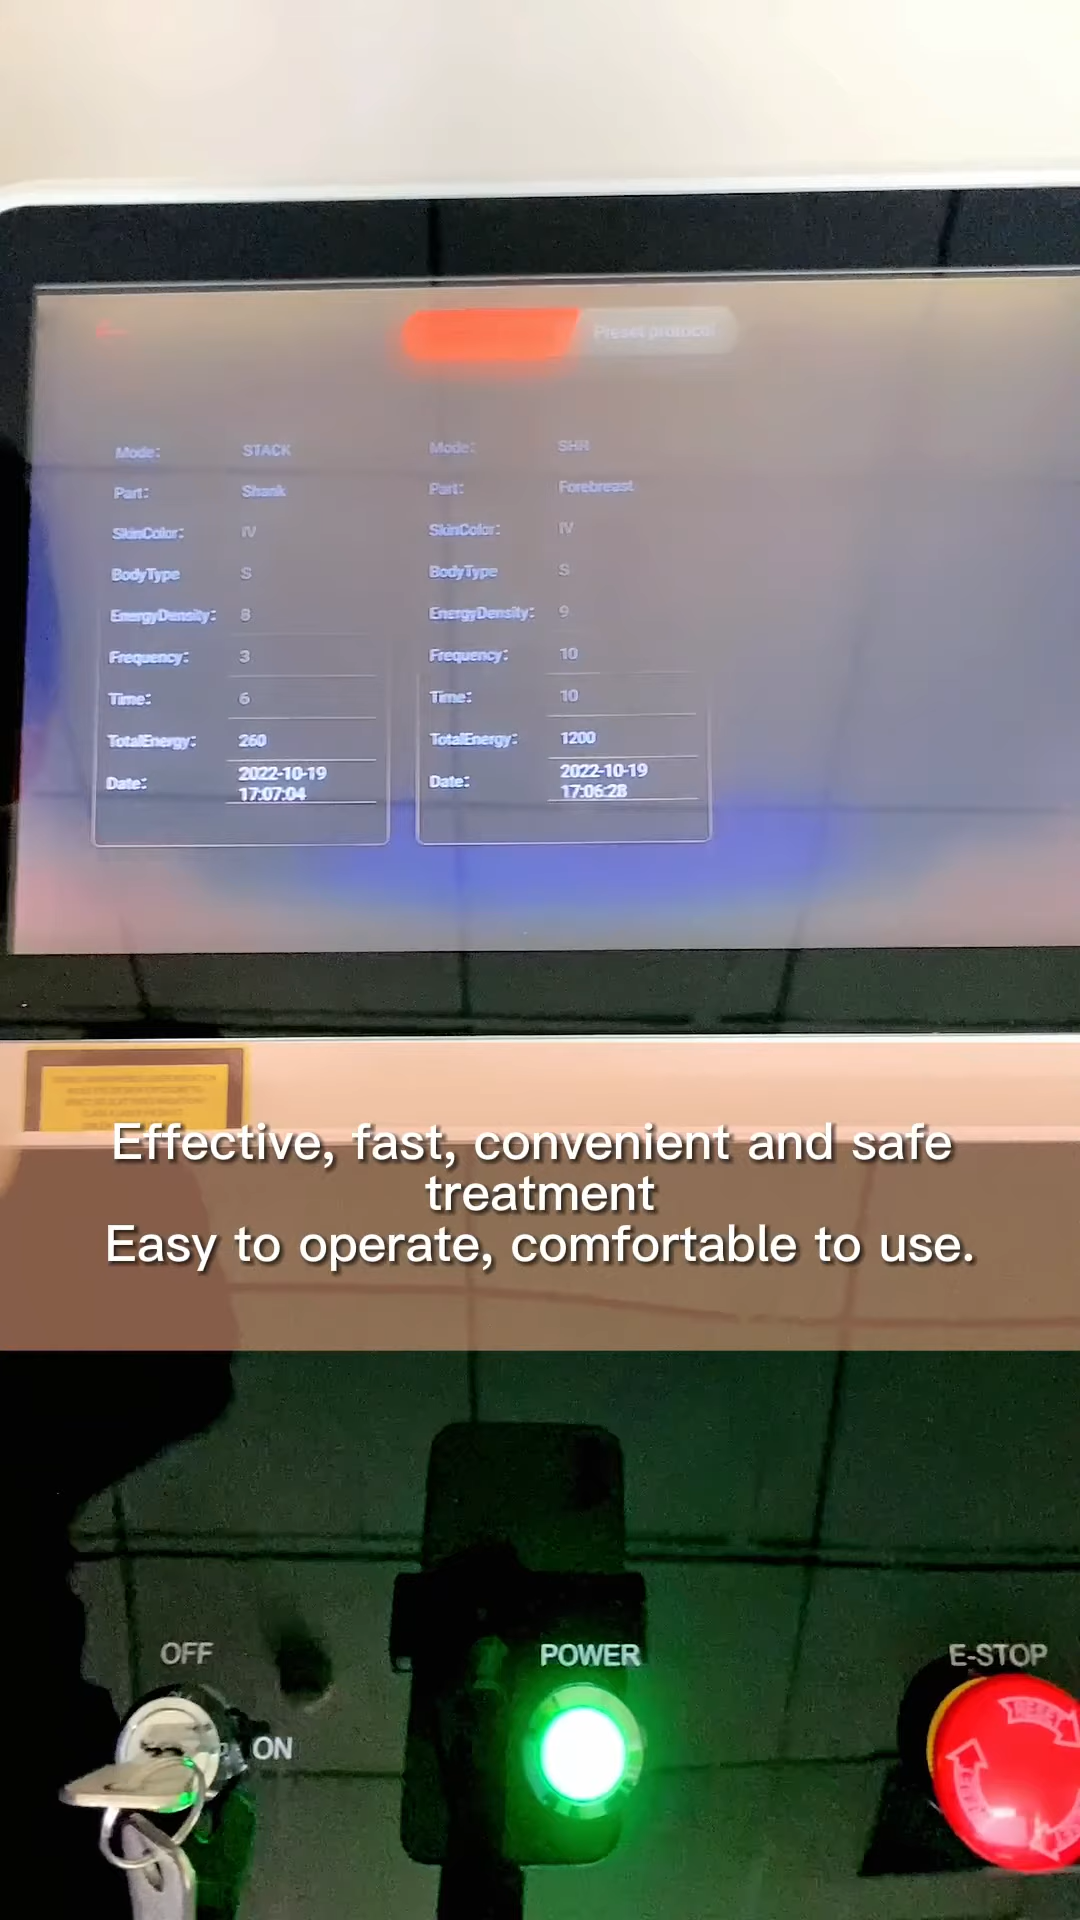 Preset protocol
Mode: STACK
Part: Shank
SkinColor: IV
BodyType S
EnergyDensity: 8
Frequency: 3
Time: 6
TotalEnergy: 260
Date: 2022-10-19
17:07:04
Mode: SHR
Part: Forebreast
SkinColor: IV
BodyType S
EnergyDensity: 9
Frequency: 10
Time: 10
TotalEnergy: 1200
Date: 2022-10-19
17:06:28
Effective, fast, convenient and safe
treatment
Easy to operate, comfortable to use.
OFF
ON
POWER
E-STOP
RESET